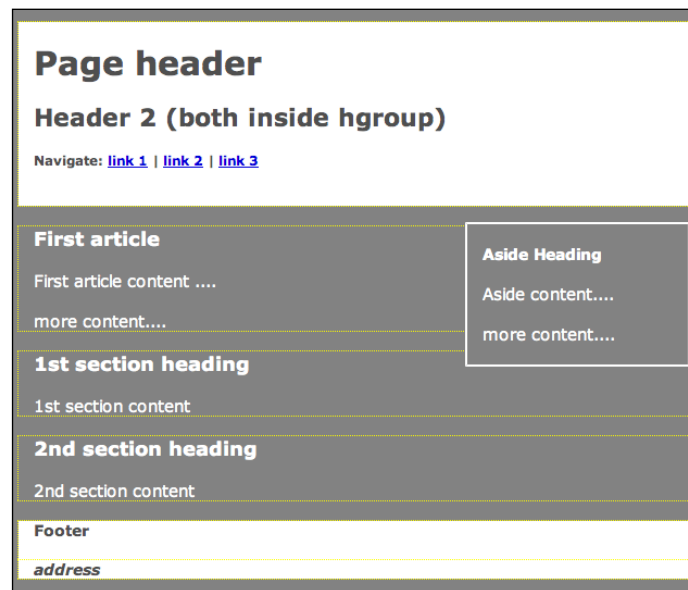 Page header
Header 2 (both inside hgroup)
Navigate: link 1 | link 2 | link 3
First article
First article content ....
more content....
Aside Heading
Aside content....
more content....
1st section heading
1st section content
2nd section heading
2nd section content
Footer
address